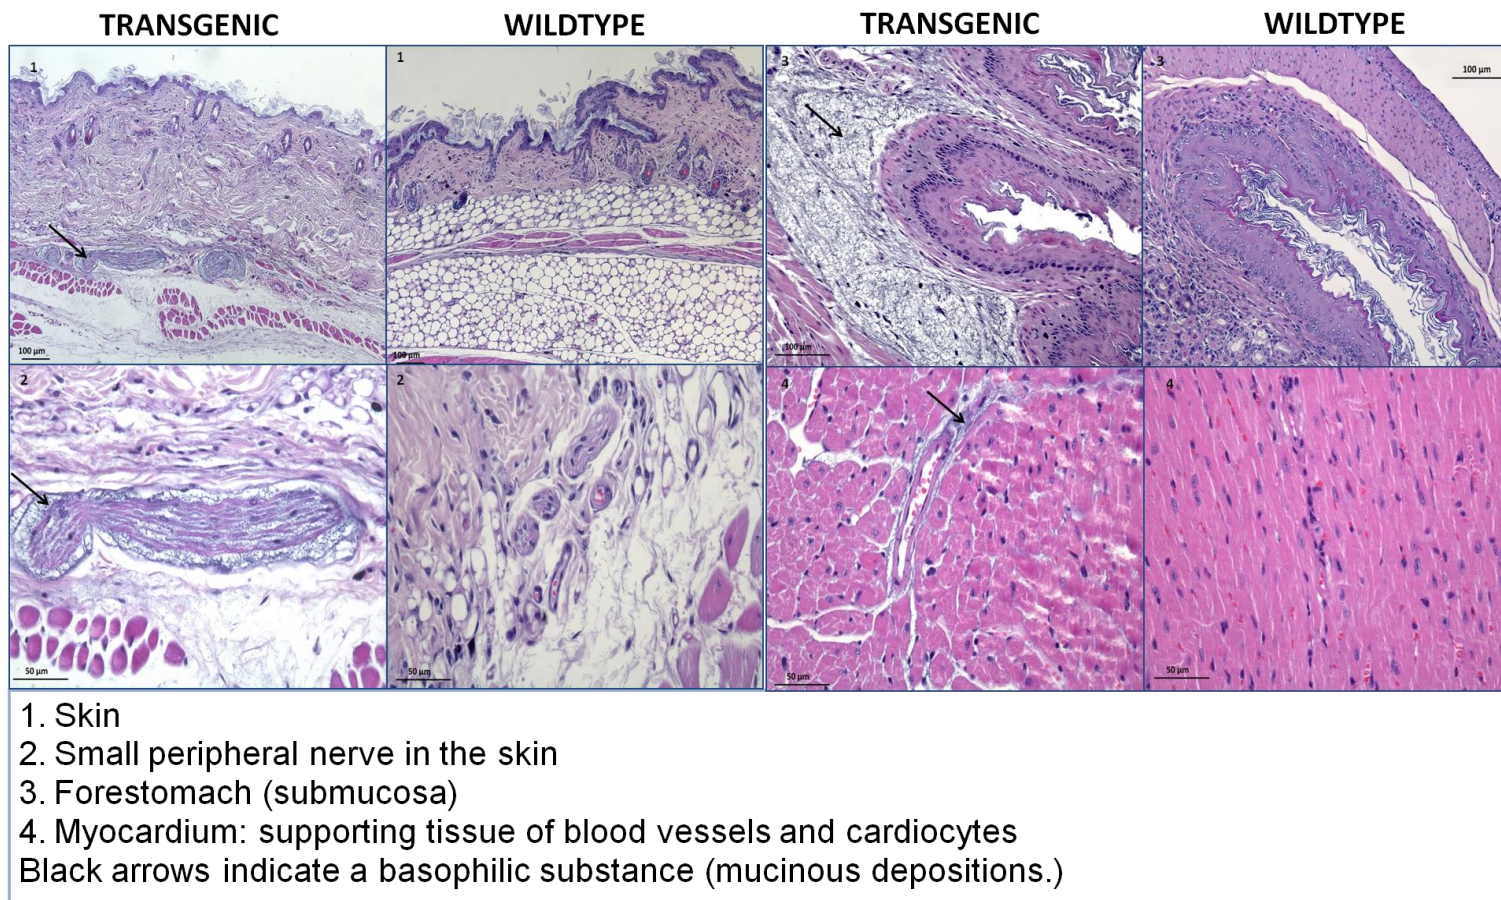 TRANSGENIC
WILDTYPE
TRANSGENIC
WILDTYPE
1
100 µm
1
100 µm
3
100 µm
3
100 µm
2
50 µm
2
50 µm
4
50 µm
4
50 µm
1. Skin
2. Small peripheral nerve in the skin
3. Forestomach (submucosa)
4. Myocardium: supporting tissue of blood vessels and cardiocytes
Black arrows indicate a basophilic substance (mucinous depositions.)